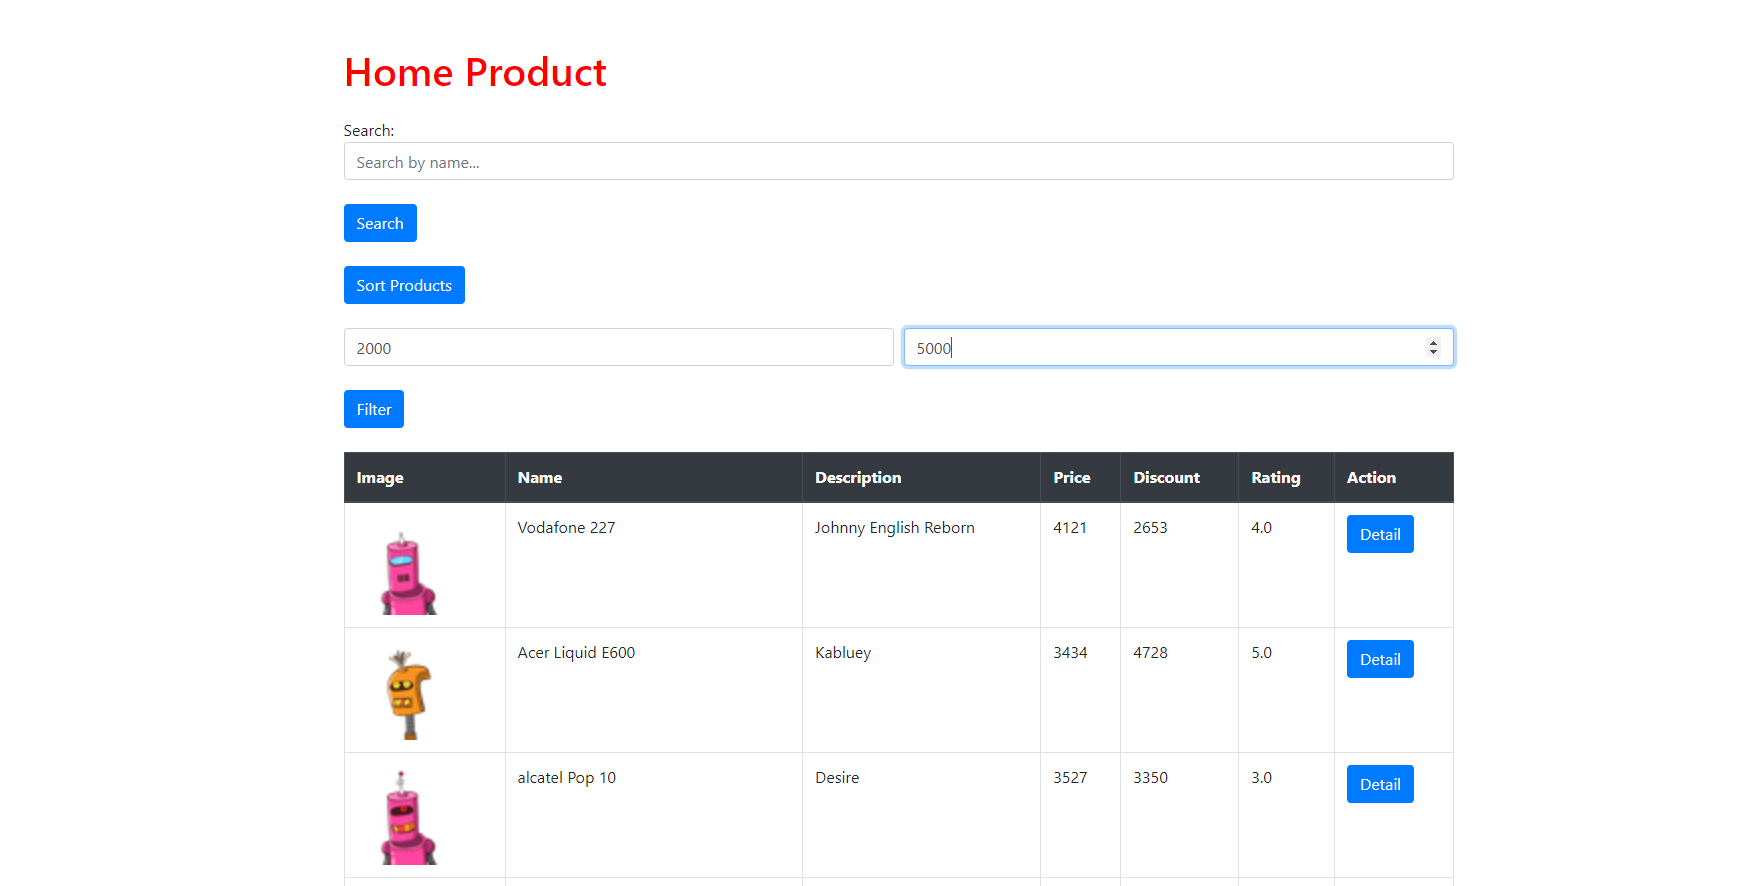 Home Product
Search:
Search by name...
Search
Sort Products
2000 5000
Filter
Image Name Description Price Discount Rating Action
Vodafone 227 Johnny English Reborn 4121 2653 4.0 Detail
Acer Liquid E600 Kabluey 3434 4728 5.0 Detail
alcatel Pop 10 Desire 3527 3350 3.0 Detail